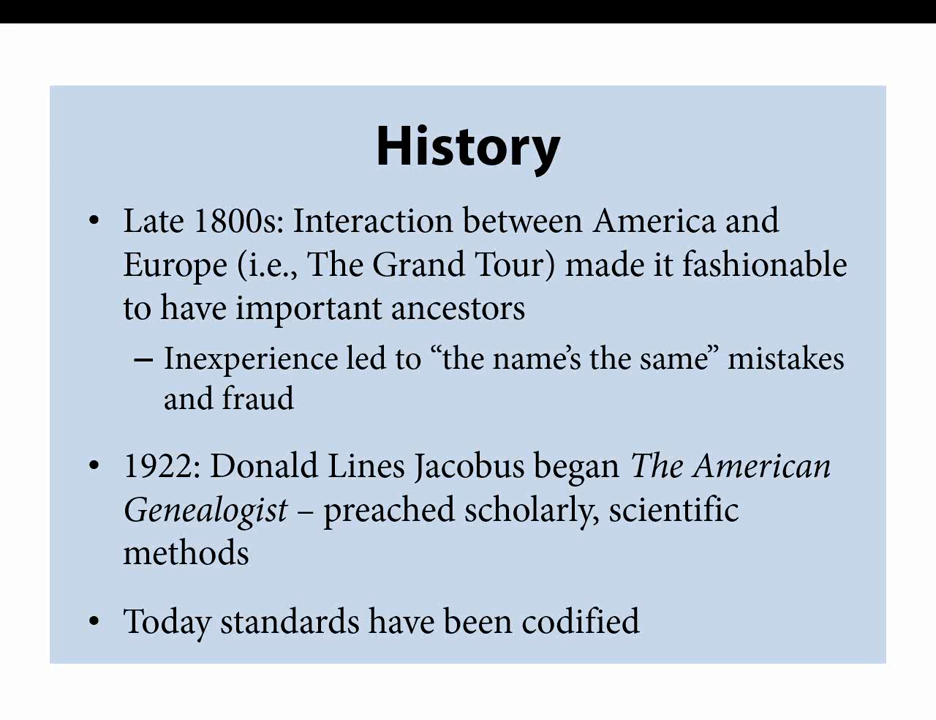 History
• Late 1800s: Interaction between America and
Europe (i.e., The Grand Tour) made it fashionable
to have important ancestors
– Inexperience led to “the name’s the same” mistakes
and fraud
• 1922: Donald Lines Jacobus began The American
Genealogist – preached scholarly, scientific
methods
• Today standards have been codified